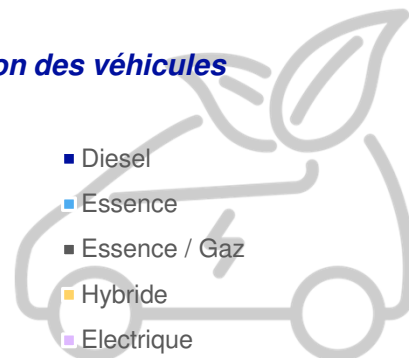 on des véhicules
Diesel
Essence
Essence / Gaz
Hybride
Electrique